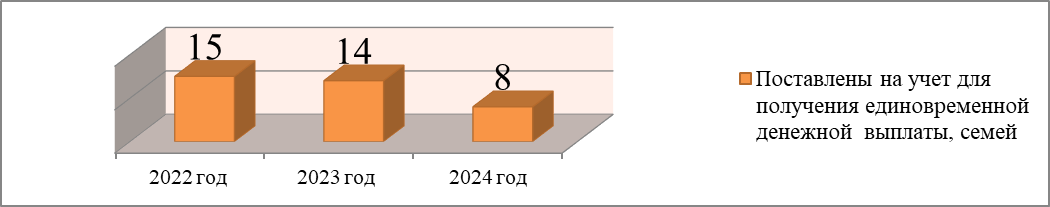 15
14
8
2022 год
2023 год
2024 год
Поставлены на учет для
получения единовременной
денежной выплаты, семей